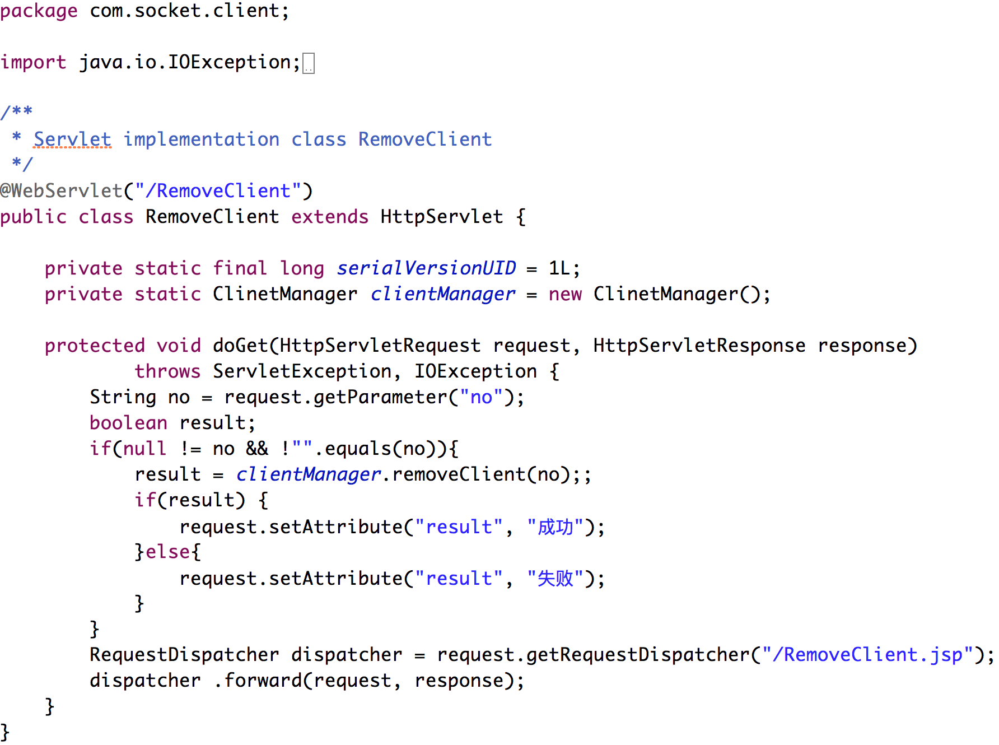 package com.socket.client;
import java.io.IOException;
/**
 * Servlet implementation class RemoveClient
 */
@WebServlet("/RemoveClient")
public class RemoveClient extends HttpServlet {
    private static final long serialVersionUID = 1L;
    private static ClinetManager clientManager = new ClinetManager();
    protected void doGet(HttpServletRequest request, HttpServletResponse response)
            throws ServletException, IOException {
        String no = request.getParameter("no");
        boolean result;
        if(null != no && !"".equals(no)){
            result = clientManager.removeClient(no);;
            if(result) {
                request.setAttribute("result", "成功");
            }else{
                request.setAttribute("result", "失败");
            }
        }
        RequestDispatcher dispatcher = request.getRequestDispatcher("/RemoveClient.jsp");
        dispatcher .forward(request, response);
    }
}